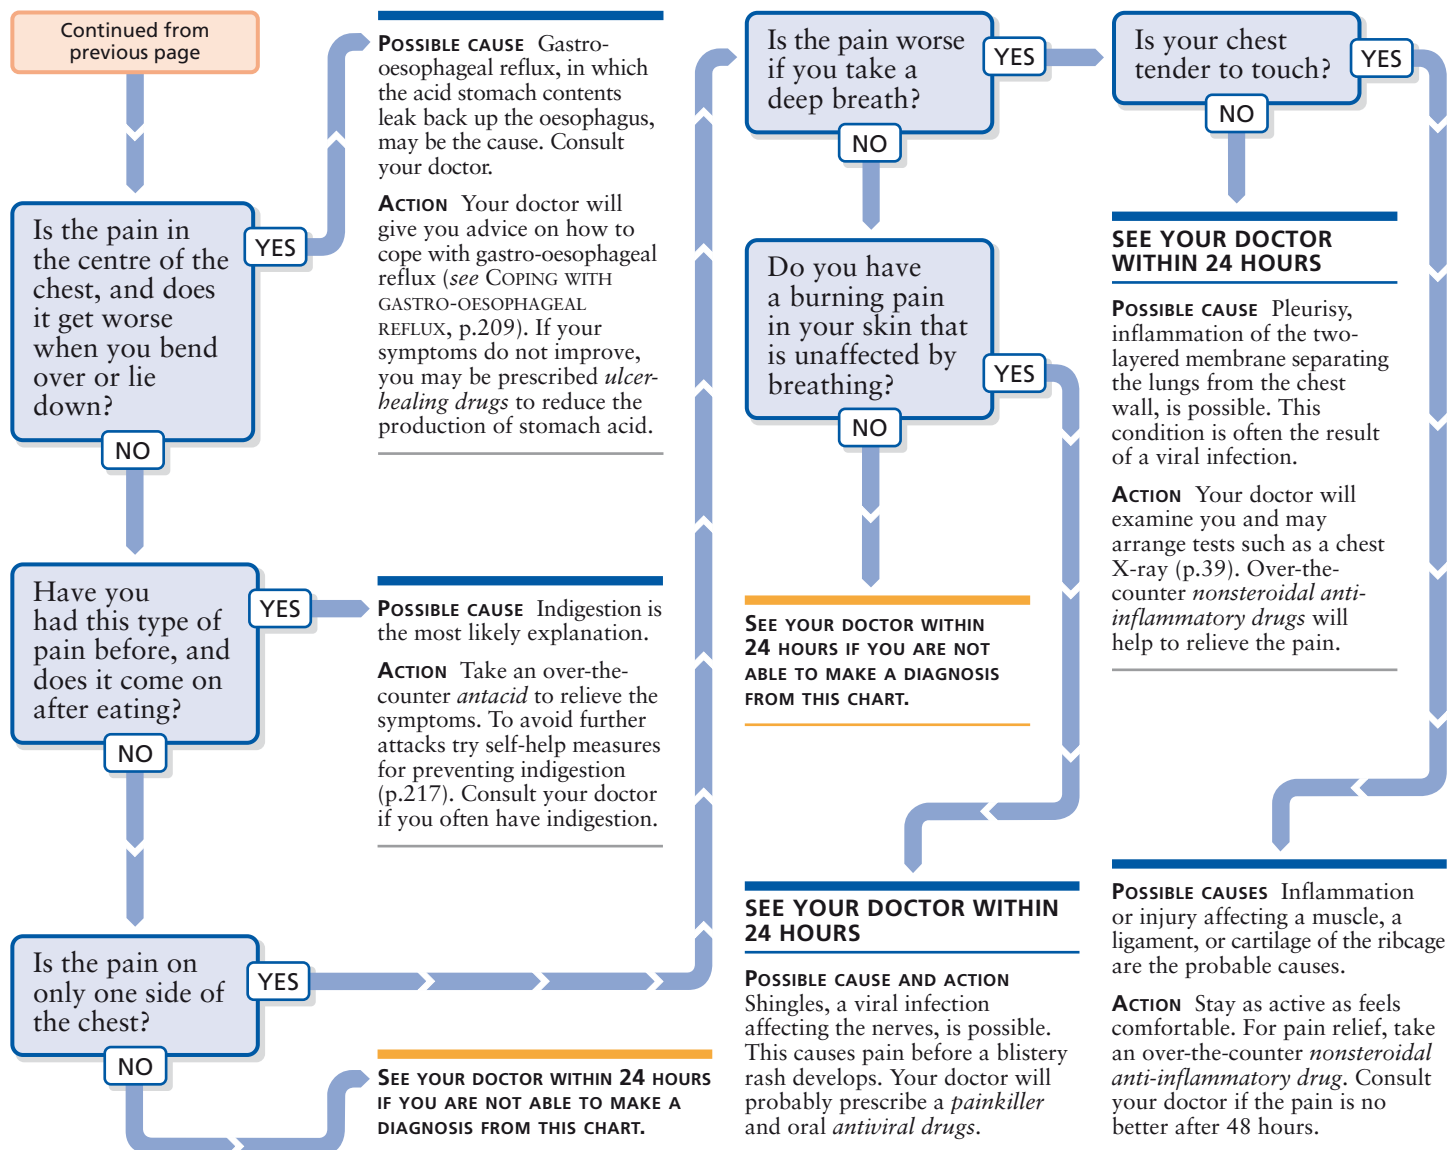 Continued from
previous page
Is the pain in
the centre of the
chest, and does
it get worse
when you bend
over or lie
down?
YES
NO
POSSIBLE CAUSE Gastro-
oesophageal reflux, in which
the acid stomach contents
leak back up the oesophagus,
may be the cause. Consult
your doctor.
ACTION Your doctor will
give you advice on how to
cope with gastro-oesophageal
reflux (see COPING WITH
GASTRO-OESOPHAGEAL
REFLUX, p.209). If your
symptoms do not improve,
you may be prescribed ulcer-
healing drugs to reduce the
production of stomach acid.
Have you
had this type of
pain before, and
does it come on
after eating?
YES
NO
POSSIBLE CAUSE Indigestion is
the most likely explanation.
ACTION Take an over-the-
counter antacid to relieve the
symptoms. To avoid further
attacks try self-help measures
for preventing indigestion
(p.217). Consult your doctor
if you often have indigestion.
Is the pain on
only one side of
the chest?
YES
NO
SEE YOUR DOCTOR WITHIN 24 HOURS
IF YOU ARE NOT ABLE TO MAKE A
DIAGNOSIS FROM THIS CHART.
Is the pain worse
if you take a
deep breath?
YES
NO
Do you have
a burning pain
in your skin that
is unaffected by
breathing?
YES
NO
SEE YOUR DOCTOR WITHIN
24 HOURS IF YOU ARE NOT
ABLE TO MAKE A DIAGNOSIS
FROM THIS CHART.
SEE YOUR DOCTOR WITHIN
24 HOURS
POSSIBLE CAUSE AND ACTION
Shingles, a viral infection
affecting the nerves, is possible.
This causes pain before a blistery
rash develops. Your doctor will
probably prescribe a painkiller
and oral antiviral drugs.
Is your chest
tender to touch?
YES
NO
SEE YOUR DOCTOR
WITHIN 24 HOURS
POSSIBLE CAUSE Pleurisy,
inflammation of the two-
layered membrane separating
the lungs from the chest
wall, is possible. This
condition is often the result
of a viral infection.
ACTION Your doctor will
examine you and may
arrange tests such as a chest
X-ray (p.39). Over-the-
counter nonsteroidal anti-
inflammatory drugs will
help to relieve the pain.
POSSIBLE CAUSES Inflammation
or injury affecting a muscle, a
ligament, or cartilage of the ribcage
are the probable causes.
ACTION Stay as active as feels
comfortable. For pain relief, take
an over-the-counter nonsteroidal
anti-inflammatory drug. Consult
your doctor if the pain is no
better after 48 hours.